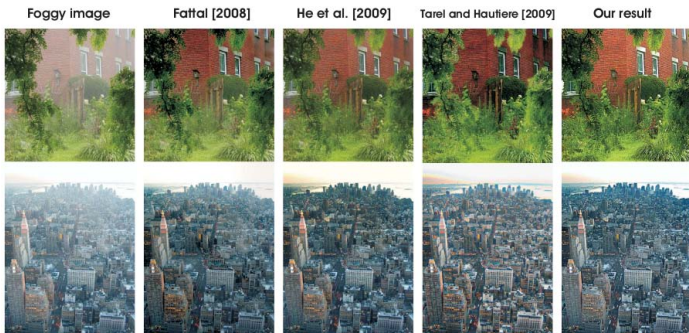 Foggy image
Fattal [2008]
He et al. [2009]
Tarel and Hautiere [2009]
Our result